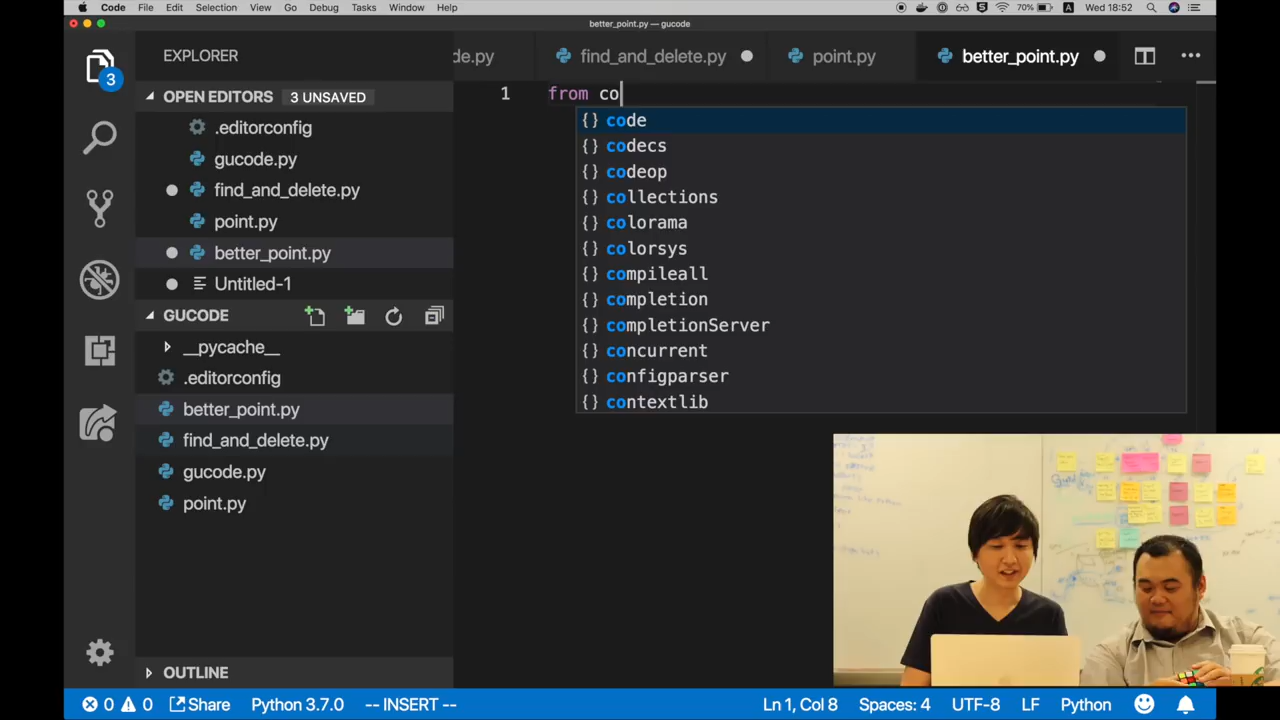 Code File Edit Selection View Go Debug Tasks Window Help
70% A Wed 18:52
better_point.py — gucode
EXPLORER
de.py find_and_delete.py point.py better_point.py
3
OPEN EDITORS 3 UNSAVED
.editorconfig
gucode.py
find_and_delete.py
point.py
better_point.py
Untitled-1
GUCODE
__pycache__
.editorconfig
better_point.py
find_and_delete.py
gucode.py
point.py
OUTLINE
1 from co
{} code
{} codecs
{} codeop
{} collections
{} colorama
{} colorsys
{} compileall
{} completion
{} completionServer
{} concurrent
{} configparser
{} contextlib
0 0 Share Python 3.7.0 -- INSERT -- Ln 1, Col 8 Spaces: 4 UTF-8 LF Python